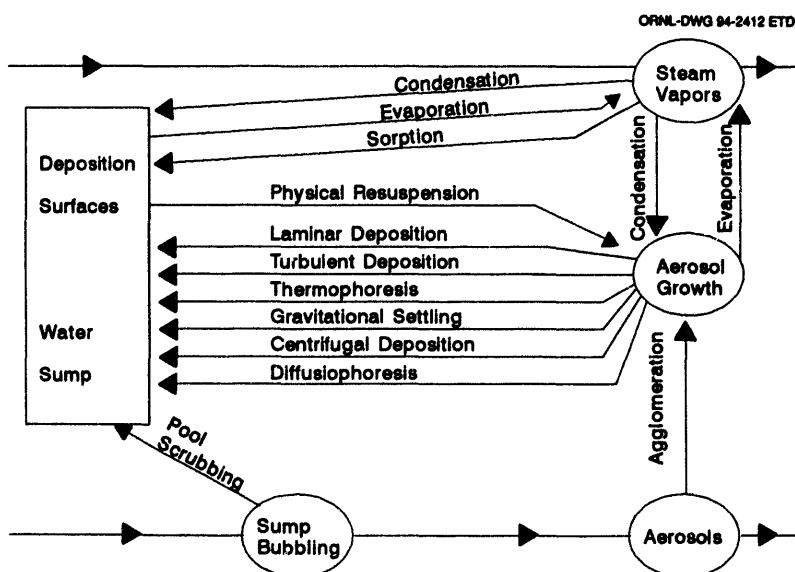 ORNL-DWG 94-2412 ETD
Steam
Vapors
Condensation
Evaporation
Sorption
Deposition
Surfaces
Water
Sump
Physical Resuspension
Laminar Deposition
Turbulent Deposition
Thermophoresis
Gravitational Settling
Centrifugal Deposition
Diffusiophoresis
Condensation
Evaporation
Aerosol
Growth
Agglomeration
Pool
Scrubbing
Sump
Bubbling
Aerosols